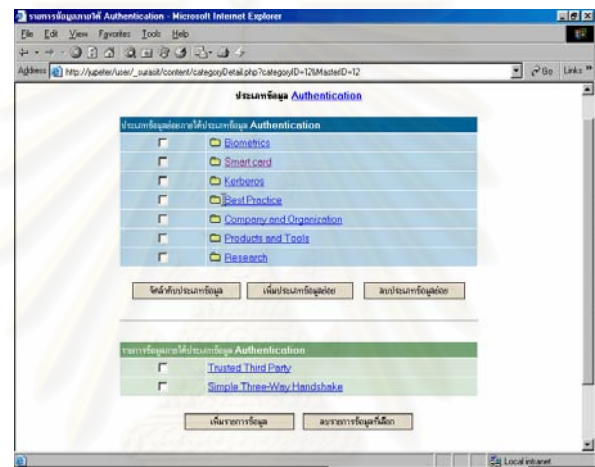 รายการข้อมูลภายใต้ Authentication - Microsoft Internet Explorer
File Edit View Favorites Tools Help
Address http://jupeter/user/_surasit/content/categoryDetail.php?categoryID=12&MasterID=12 Go Links »
ประเภทข้อมูล Authentication
ประเภทข้อมูลย่อยภายใต้ประเภทข้อมูล Authentication
Biometrics
Smart card
Kerberos
Best Practice
Company and Organization
Products and Tools
Research
จัดลำดับประเภทข้อมูล เพิ่มประเภทข้อมูลย่อย ลบประเภทข้อมูลย่อย
รายการข้อมูลภายใต้ประเภทข้อมูล Authentication
Trusted Third Party
Simple Three-Way Handshake
เพิ่มรายการข้อมูล ลบรายการข้อมูลที่เลือก
Local intranet